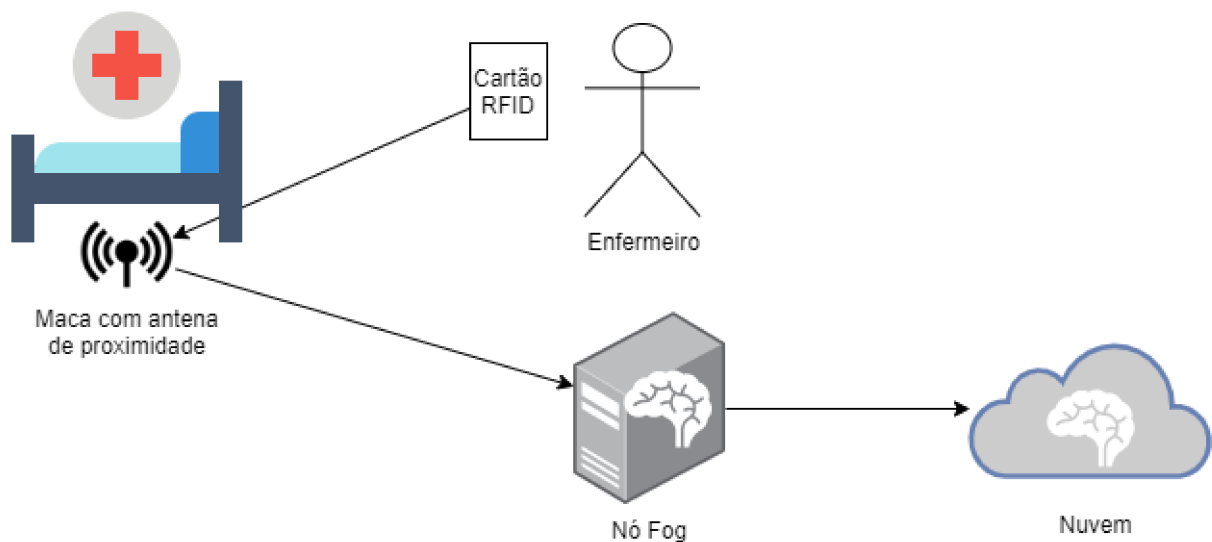 Cartão
RFID
Enfermeiro
Maca com antena
de proximidade
Nó Fog
Nuvem